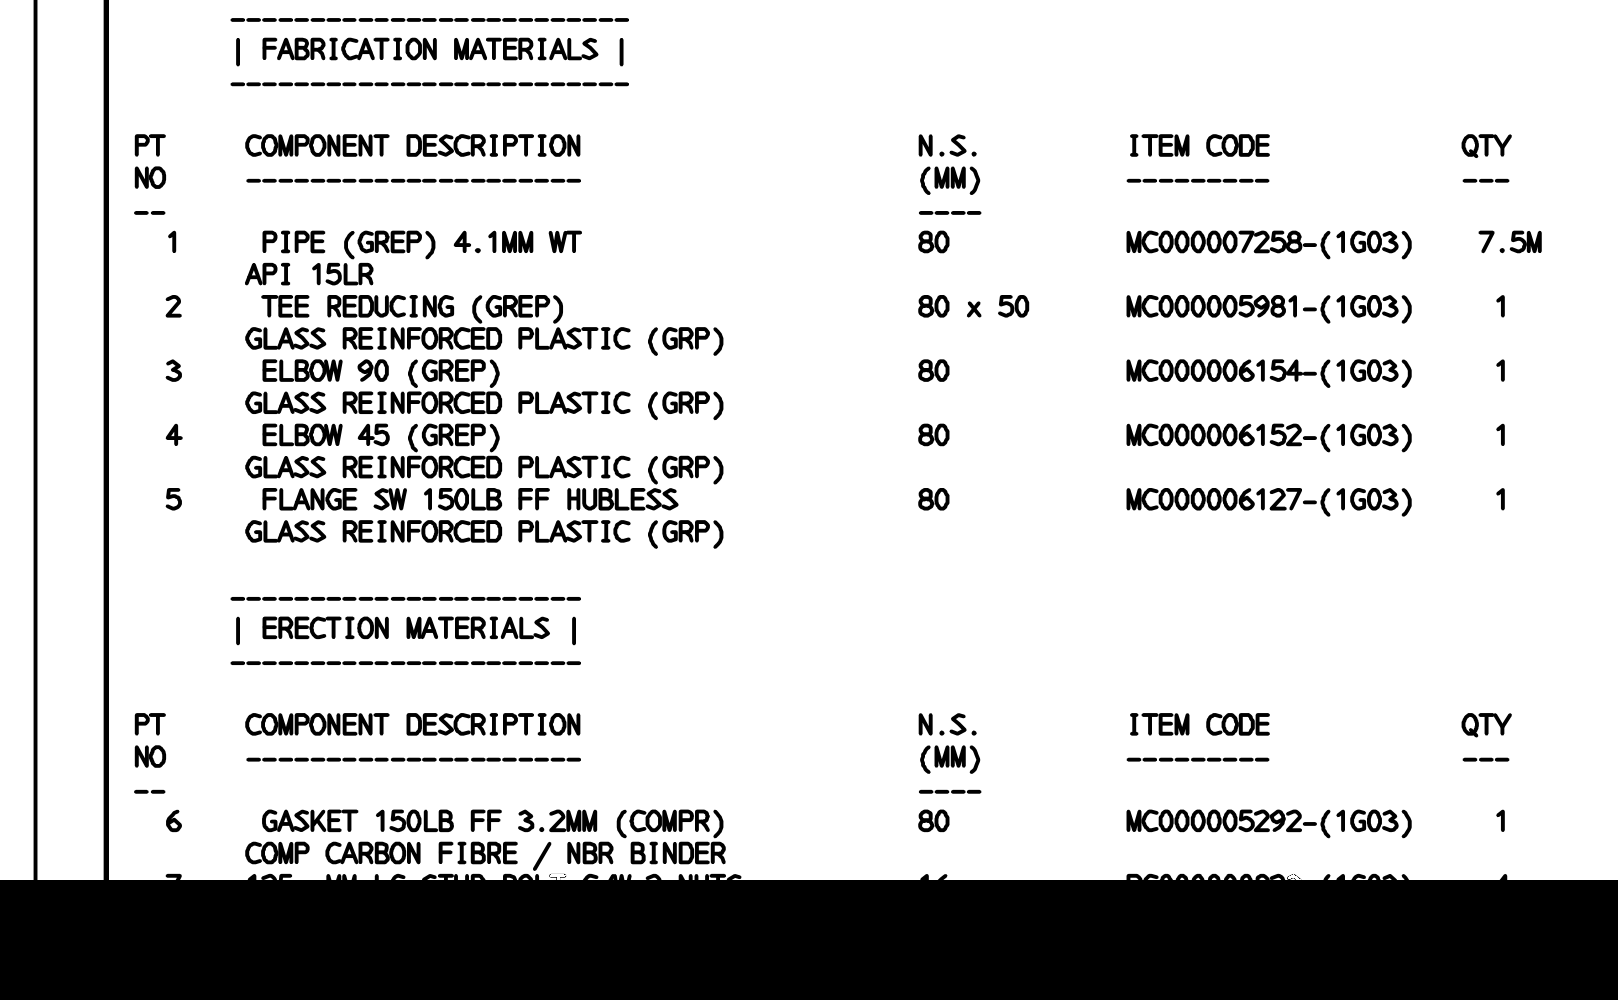 -------------------------
| FABRICATION MATERIALS |
-------------------------
PT COMPONENT DESCRIPTION N.S. ITEM CODE QTY
NO --------------------- (MM) --------- ---
-- ----
1 PIPE (GREP) 4.1MM WT 80 MC000007258-(1G03) 7.5M
API 15LR
2 TEE REDUCING (GREP) 80 x 50 MC000005981-(1G03) 1
GLASS REINFORCED PLASTIC (GRP)
3 ELBOW 90 (GREP) 80 MC000006154-(1G03) 1
GLASS REINFORCED PLASTIC (GRP)
4 ELBOW 45 (GREP) 80 MC000006152-(1G03) 1
GLASS REINFORCED PLASTIC (GRP)
5 FLANGE SW 150LB FF HUBLESS 80 MC000006127-(1G03) 1
GLASS REINFORCED PLASTIC (GRP)
----------------------
| ERECTION MATERIALS |
----------------------
PT COMPONENT DESCRIPTION N.S. ITEM CODE QTY
NO --------------------- (MM) --------- ---
-- ----
6 GASKET 150LB FF 3.2MM (COMPR) 80 MC000005292-(1G03) 1
COMP CARBON FIBRE / NBR BINDER